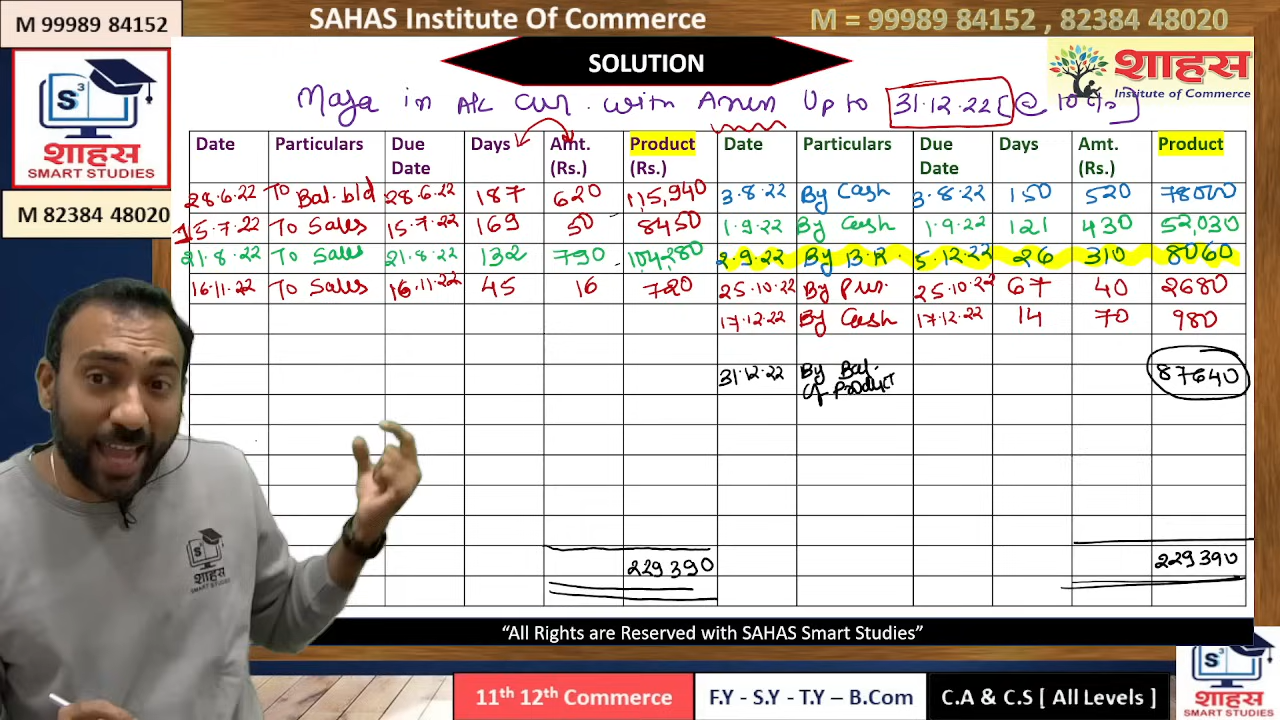 M 99989 84152
SAHAS Institute Of Commerce
M = 99989 84152 , 82384 48020
S³
शाहस
SMART STUDIES
M 82384 48020
SOLUTION
शाहस
Institute of Commerce
in A/c Cur. with Up to 31.12.22 [@ 10%]
Date Particulars Due Date Days Amt. (Rs.) Product (Rs.) Date Particulars Due Date Days Amt. (Rs.) Product
28.6.22 To Bal. b/d 28.6.22 187 620 1,15,940 3.8.22 By Cash 3.8.22 150 520 78000
15.7.22 To Sales 15.7.22 169 50 8450 1.9.22 By Cash 1.9.22 121 430 52,030
21.8.22 To Sales 21.8.22 132 790 104,280 2.9.22 By B.R. 5.12.22 26 310 8060
16.11.22 To Sales 16.11.22 45 16 720 25.10.22 By Pur. 25.10.22 67 40 2680
17.12.22 By Cash 17.12.22 14 70 980
31.12.22 By Bal. of Product 87640
229390 229390
S³
शाहस
SMART STUDIES
“All Rights are Reserved with SAHAS Smart Studies”
11th 12th Commerce
F.Y - S.Y - T.Y – B.Com
C.A & C.S [ All Levels ]
S³
शाहस
SMART STUDIES